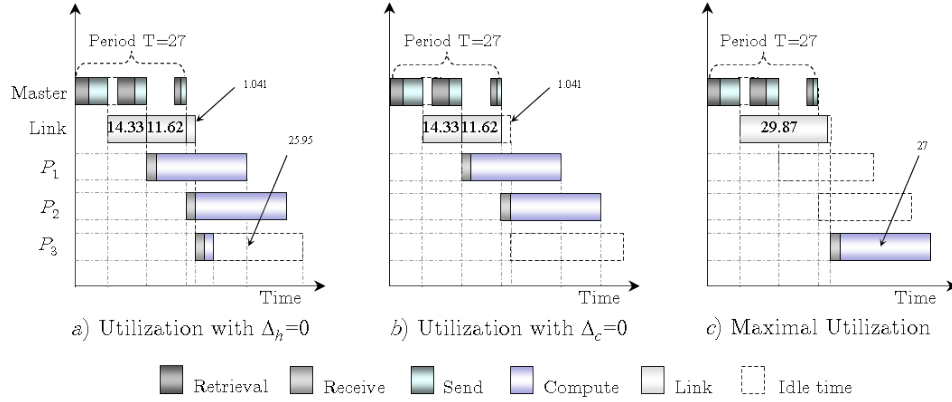 Period T=27
Master
Link
14.33 11.62
1.041
25.95
P1
P2
P3
Time
a) Utilization with Δh=0
Period T=27
14.33 11.62
1.041
Time
b) Utilization with Δc=0
Period T=27
29.87
27
Time
c) Maximal Utilization
Retrieval
Receive
Send
Compute
Link
Idle time